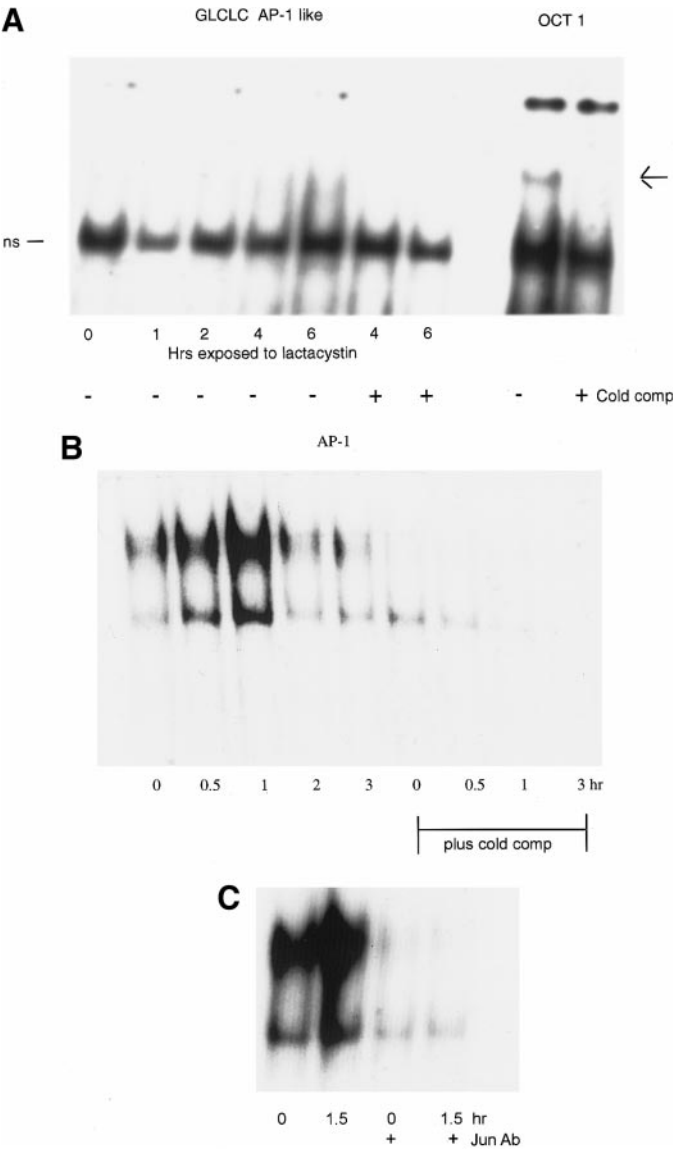 A
GLCLC AP-1 like OCT 1
ns
0 1 2 4 6 4 6
Hrs exposed to lactacystin
- - - - - + + - + Cold comp
B
AP-1
0 0.5 1 2 3 0 0.5 1 3 hr
plus cold comp
C
0 1.5 0 1.5 hr
+ + Jun Ab